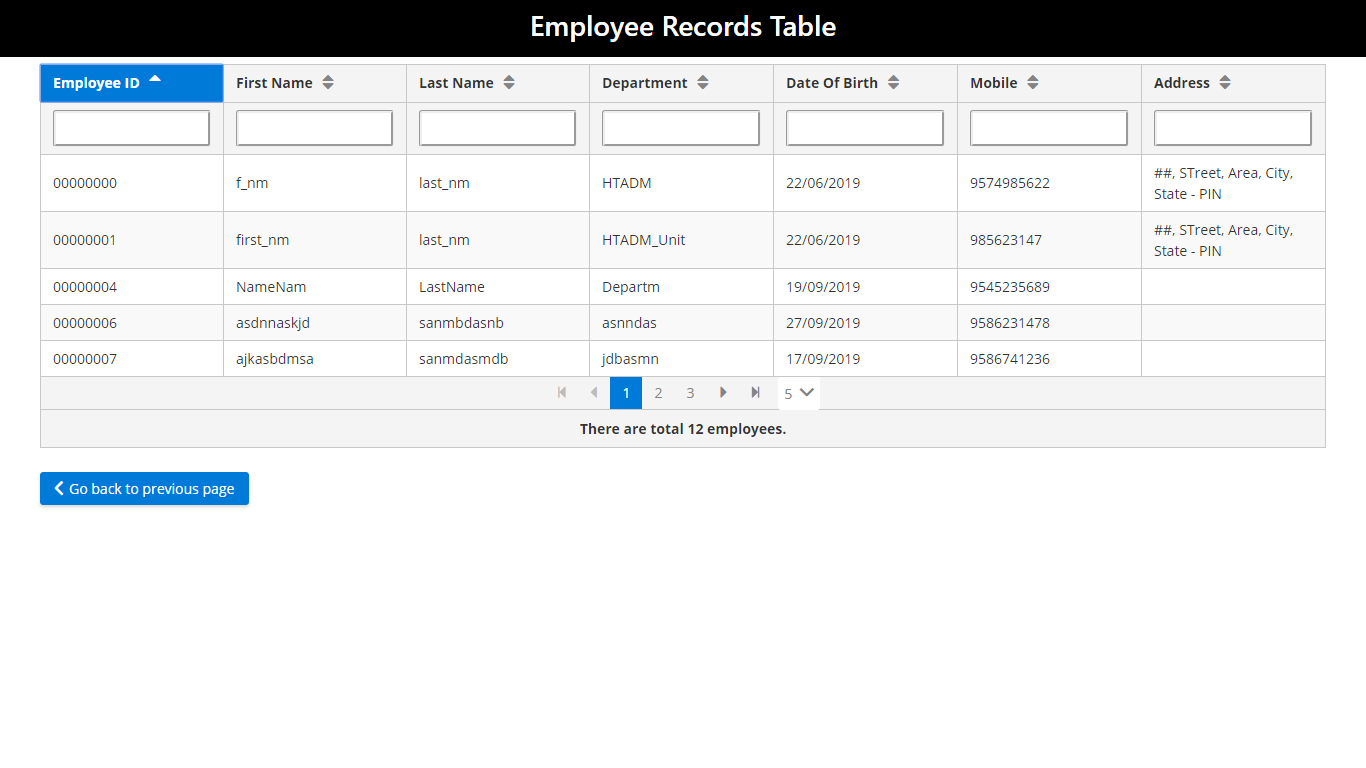 Employee Records Table
Employee ID First Name Last Name Department Date Of Birth Mobile Address
00000000 f_nm last_nm HTADM 22/06/2019 9574985622 ##, STreet, Area, City,
State - PIN
00000001 first_nm last_nm HTADM_Unit 22/06/2019 985623147 ##, STreet, Area, City,
State - PIN
00000004 NameNam LastName Departm 19/09/2019 9545235689
00000006 asdnnaskjd sanmbdasnb asnndas 27/09/2019 9586231478
00000007 ajkasbdmsa sanmdasmdb jdbasmn 17/09/2019 9586741236
1 2 3 5
There are total 12 employees.
Go back to previous page